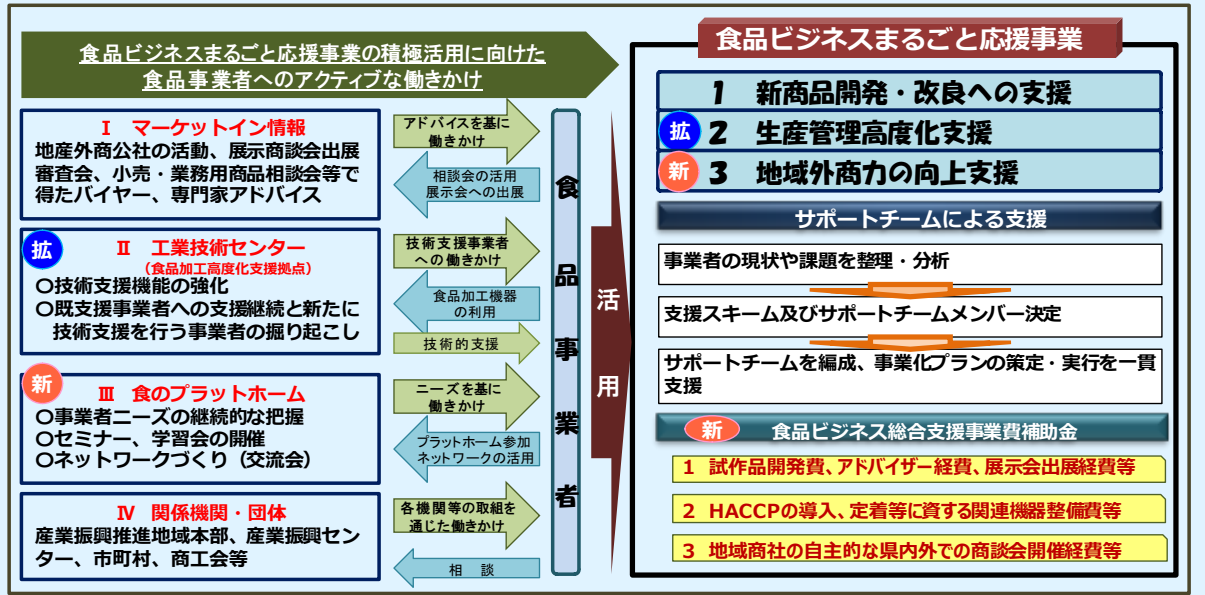 食品ビジネスまるごと応援事業の積極活用に向けた
食品事業者へのアクティブな働きかけ
Ⅰ　マーケットイン情報
地産外商公社の活動、展示商談会出展
審査会、小売・業務用商品相談会等で
得たバイヤー、専門家アドバイス
アドバイスを基に
働きかけ
相談会の活用
展示会への出展
拡
Ⅱ　工業技術センター
（食品加工高度化支援拠点）
〇技術支援機能の強化
〇既支援事業者への支援継続と新たに
技術支援を行う事業者の掘り起こし
技術支援事業者
への働きかけ
食品加工機器
の利用
技術的支援
新
Ⅲ　食のプラットホーム
〇事業者ニーズの継続的な把握
〇セミナー、学習会の開催
〇ネットワークづくり（交流会）
ニーズを基に
働きかけ
プラットホーム参加
ネットワークの活用
Ⅳ　関係機関・団体
産業振興推進地域本部、産業振興セン
ター、市町村、商工会等
各機関等の取組を
通じた働きかけ
相　談
食品事業者
活用
食品ビジネスまるごと応援事業
1　新商品開発・改良への支援
拡 2　生産管理高度化支援
新 3　地域外商力の向上支援
サポートチームによる支援
事業者の現状や課題を整理・分析
支援スキーム及びサポートチームメンバー決定
サポートチームを編成、事業化プランの策定・実行を一貫
支援
新　食品ビジネス総合支援事業費補助金
1 試作品開発費、アドバイザー経費、展示会出展経費等
2 HACCPの導入、定着等に資する関連機器整備費等
3 地域商社の自主的な県内外での商談会開催経費等